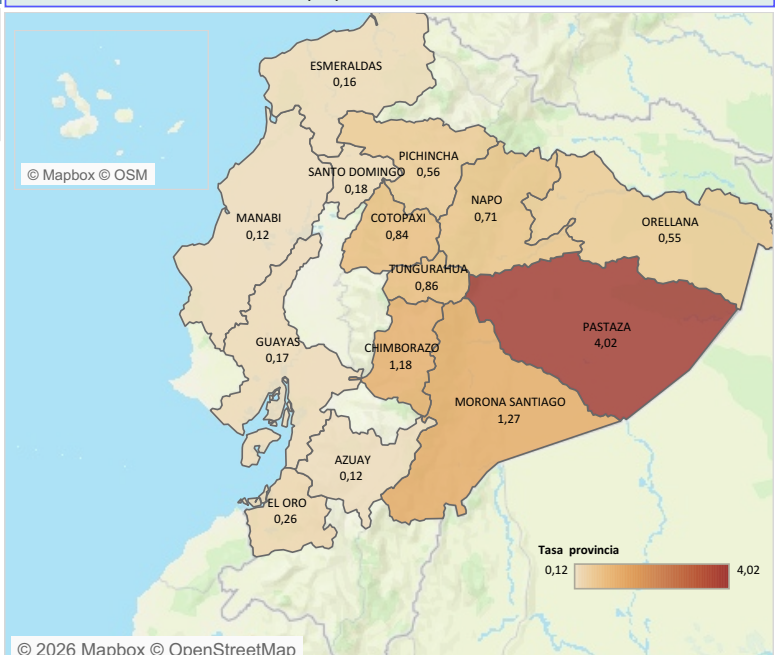 ESMERALDAS
0,16
© Mapbox © OSM
PICHINCHA
0,56
SANTO DOMINGO
0,18
NAPO
0,71
MANABI
0,12
COTOPAXI
0,84
ORELLANA
0,55
TUNGURAHUA
0,86
PASTAZA
4,02
GUAYAS
0,17
CHIMBORAZO
1,18
MORONA SANTIAGO
1,27
AZUAY
0,12
EL ORO
0,26
Tasa provincia
0,12
4,02
© 2026 Mapbox © OpenStreetMap